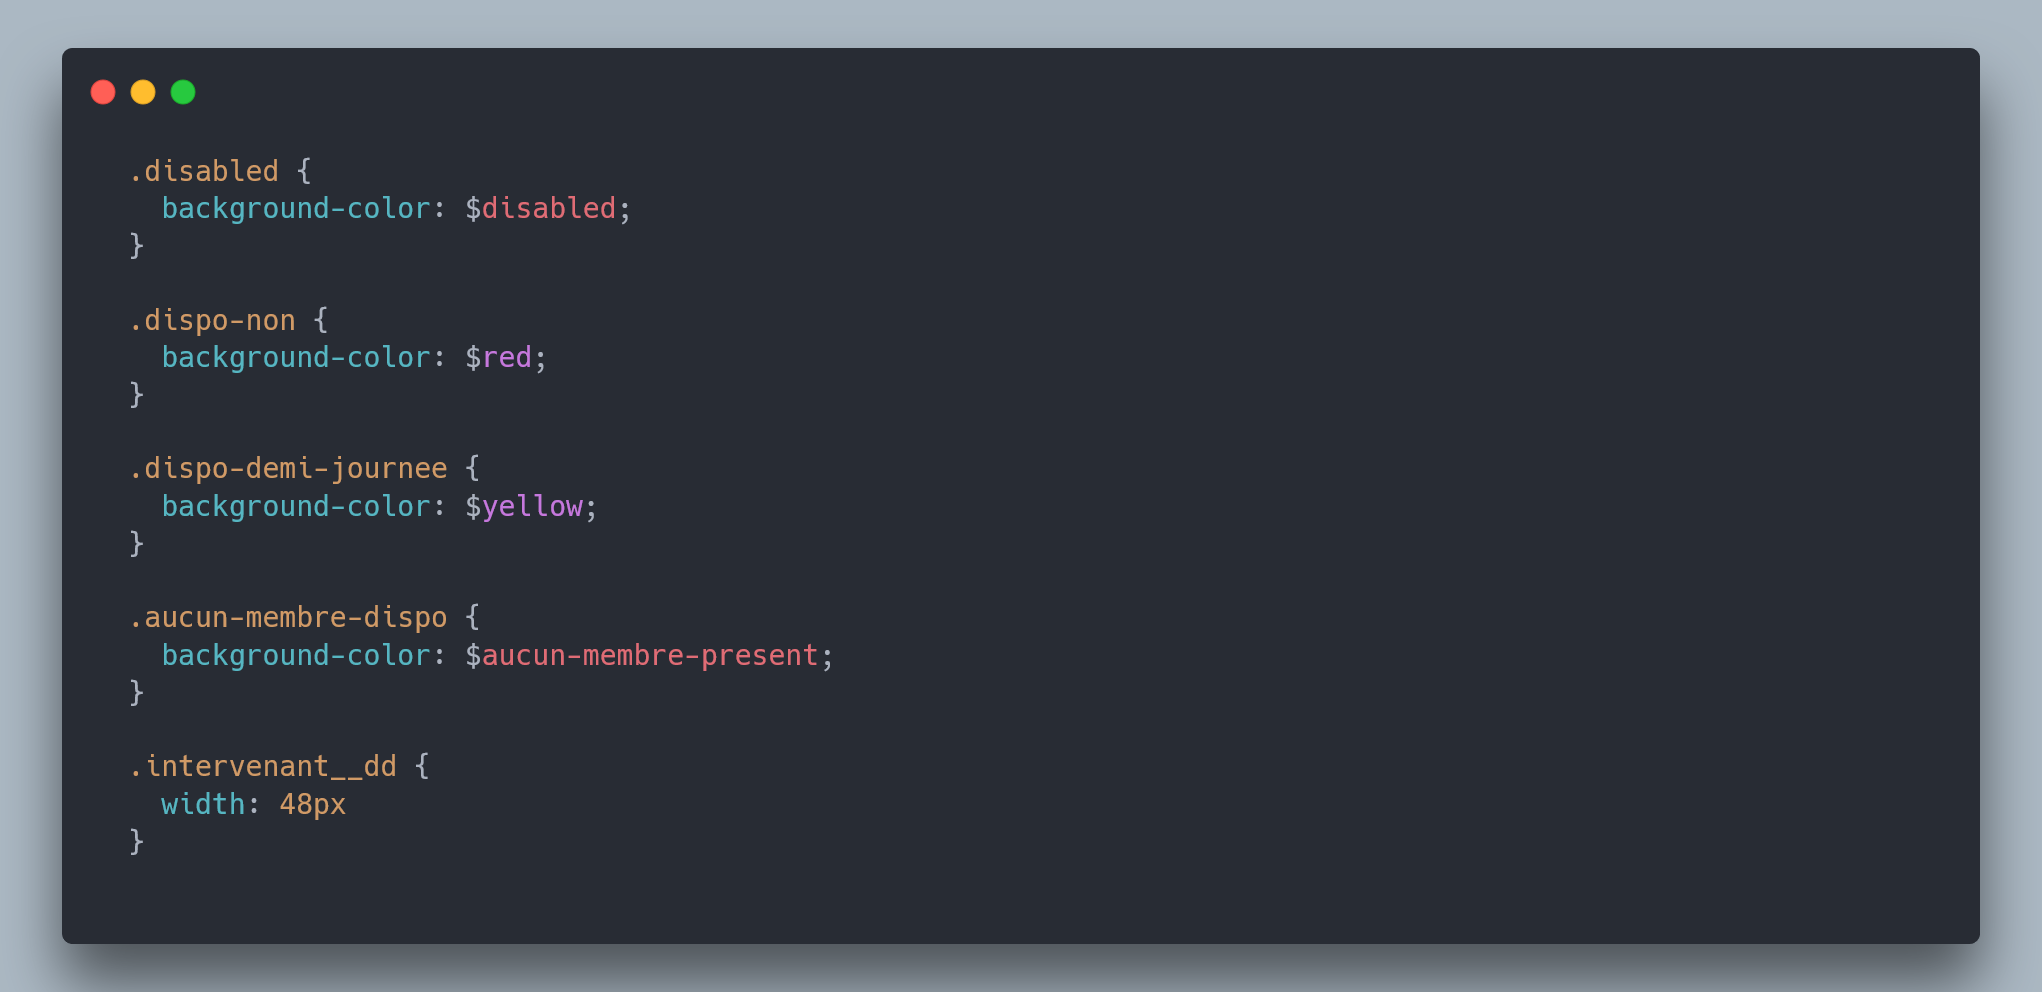 .disabled {
  background-color: $disabled;
}

.dispo-non {
  background-color: $red;
}

.dispo-demi-journee {
  background-color: $yellow;
}

.aucun-membre-dispo {
  background-color: $aucun-membre-present;
}

.intervenant__dd {
  width: 48px
}